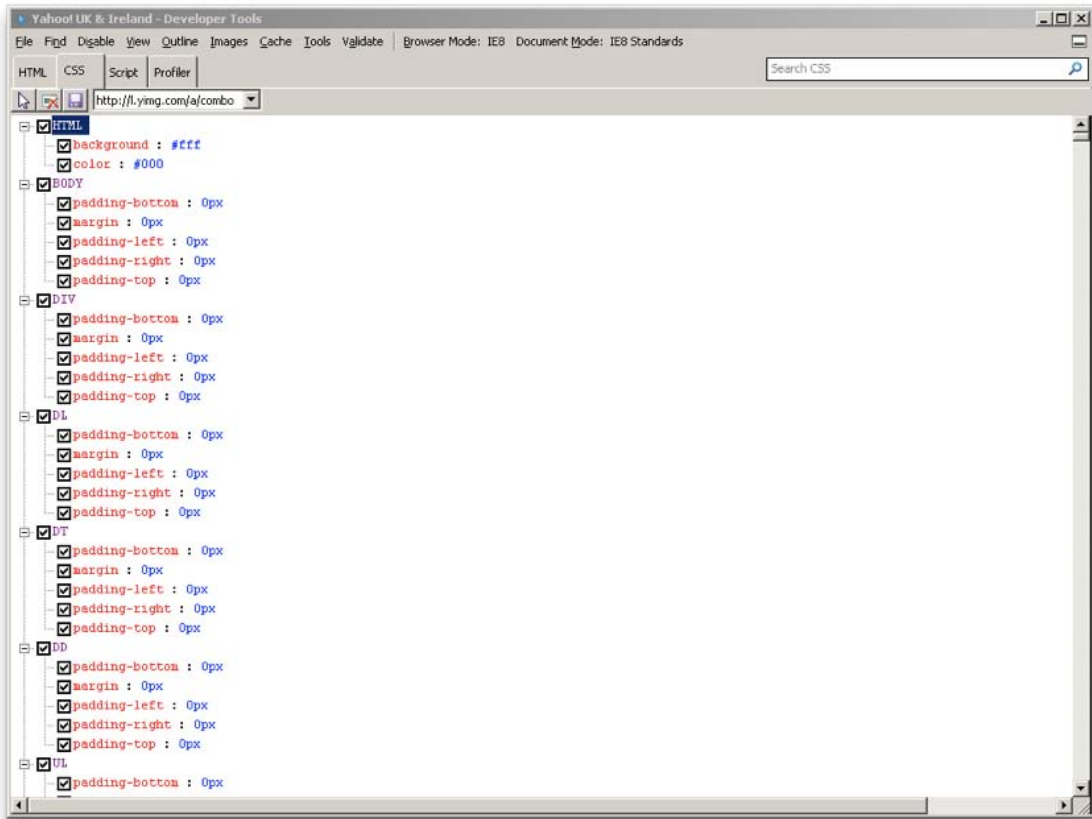 Yahoo! UK & Ireland - Developer Tools
File Find Disable View Outline Images Cache Tools Validate Browser Mode: IE8 Document Mode: IE8 Standards
HTML CSS Script Profiler Search CSS
http://l.yimg.com/a/combo
HTML
background : #fff
color : #000
BODY
padding-bottom : 0px
margin : 0px
padding-left : 0px
padding-right : 0px
padding-top : 0px
DIV
padding-bottom : 0px
margin : 0px
padding-left : 0px
padding-right : 0px
padding-top : 0px
DL
padding-bottom : 0px
margin : 0px
padding-left : 0px
padding-right : 0px
padding-top : 0px
DT
padding-bottom : 0px
margin : 0px
padding-left : 0px
padding-right : 0px
padding-top : 0px
DD
padding-bottom : 0px
margin : 0px
padding-left : 0px
padding-right : 0px
padding-top : 0px
UL
padding-bottom : 0px